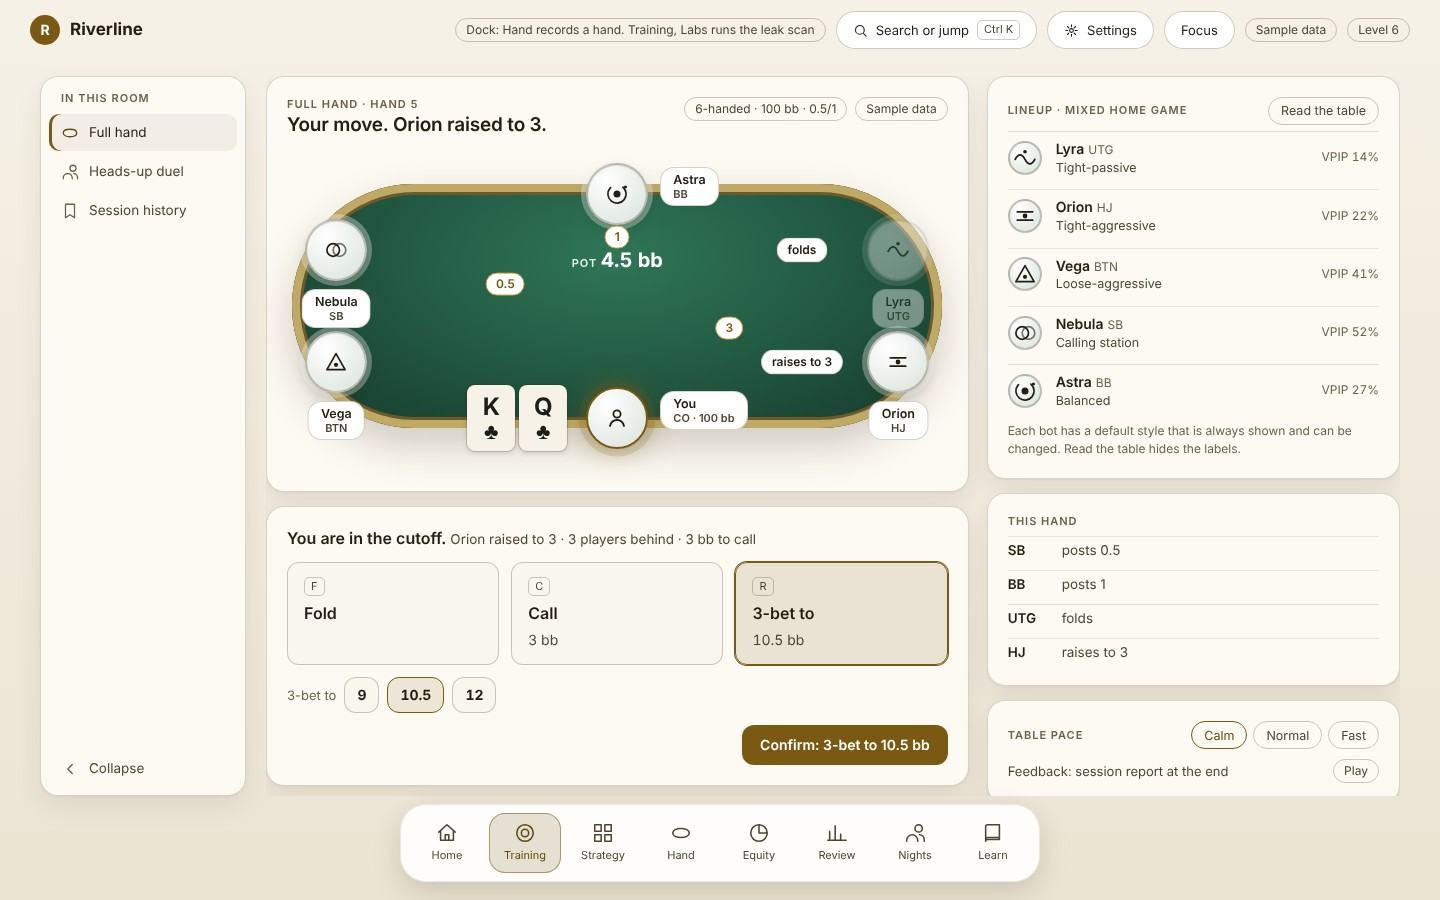 R Riverline
Dock: Hand records a hand. Training, Labs runs the leak scan
Search or jump Ctrl K
Settings
Focus
Sample data
Level 6
IN THIS ROOM
Full hand
Heads-up duel
Session history
Collapse
FULL HAND · HAND 5
Your move. Orion raised to 3.
6-handed · 100 bb · 0.5/1
Sample data
Astra
BB
1
POT 4.5 bb
folds
0.5
Nebula
SB
Lyra
UTG
3
raises to 3
Vega
BTN
K♣
Q♣
You
CO · 100 bb
Orion
HJ
You are in the cutoff. Orion raised to 3 · 3 players behind · 3 bb to call
F
Fold
C
Call
3 bb
R
3-bet to
10.5 bb
3-bet to 9 10.5 12
Confirm: 3-bet to 10.5 bb
LINEUP · MIXED HOME GAME
Read the table
Lyra UTG
Tight-passive
VPIP 14%
Orion HJ
Tight-aggressive
VPIP 22%
Vega BTN
Loose-aggressive
VPIP 41%
Nebula SB
Calling station
VPIP 52%
Astra BB
Balanced
VPIP 27%
Each bot has a default style that is always shown and can be
changed. Read the table hides the labels.
THIS HAND
SB posts 0.5
BB posts 1
UTG folds
HJ raises to 3
TABLE PACE
Calm Normal Fast
Feedback: session report at the end
Play
Home
Training
Strategy
Hand
Equity
Review
Nights
Learn